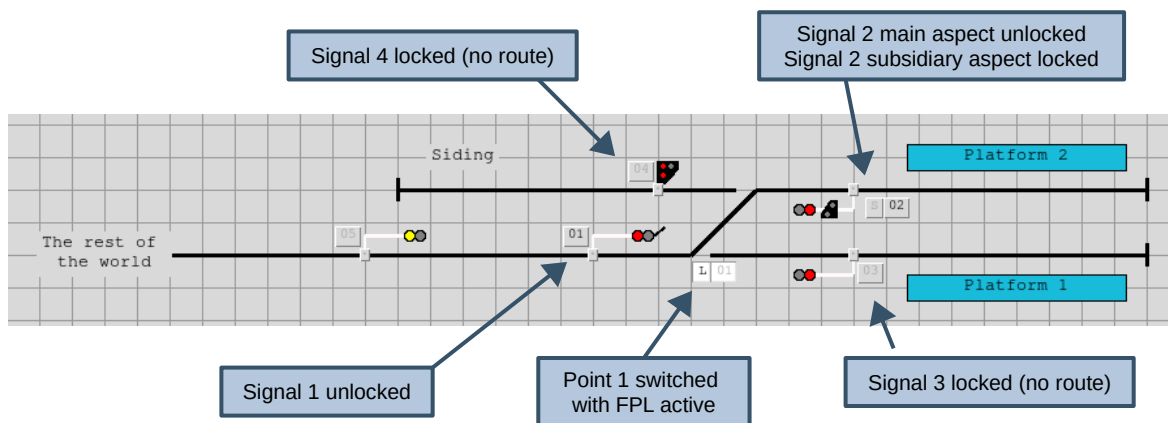 Signal 4 locked (no route)
Signal 2 main aspect unlocked
Signal 2 subsidiary aspect locked
Siding
04
Platform 2
S 02
The rest of
the world
05
01
L 01
03
Platform 1
Signal 1 unlocked
Point 1 switched
with FPL active
Signal 3 locked (no route)